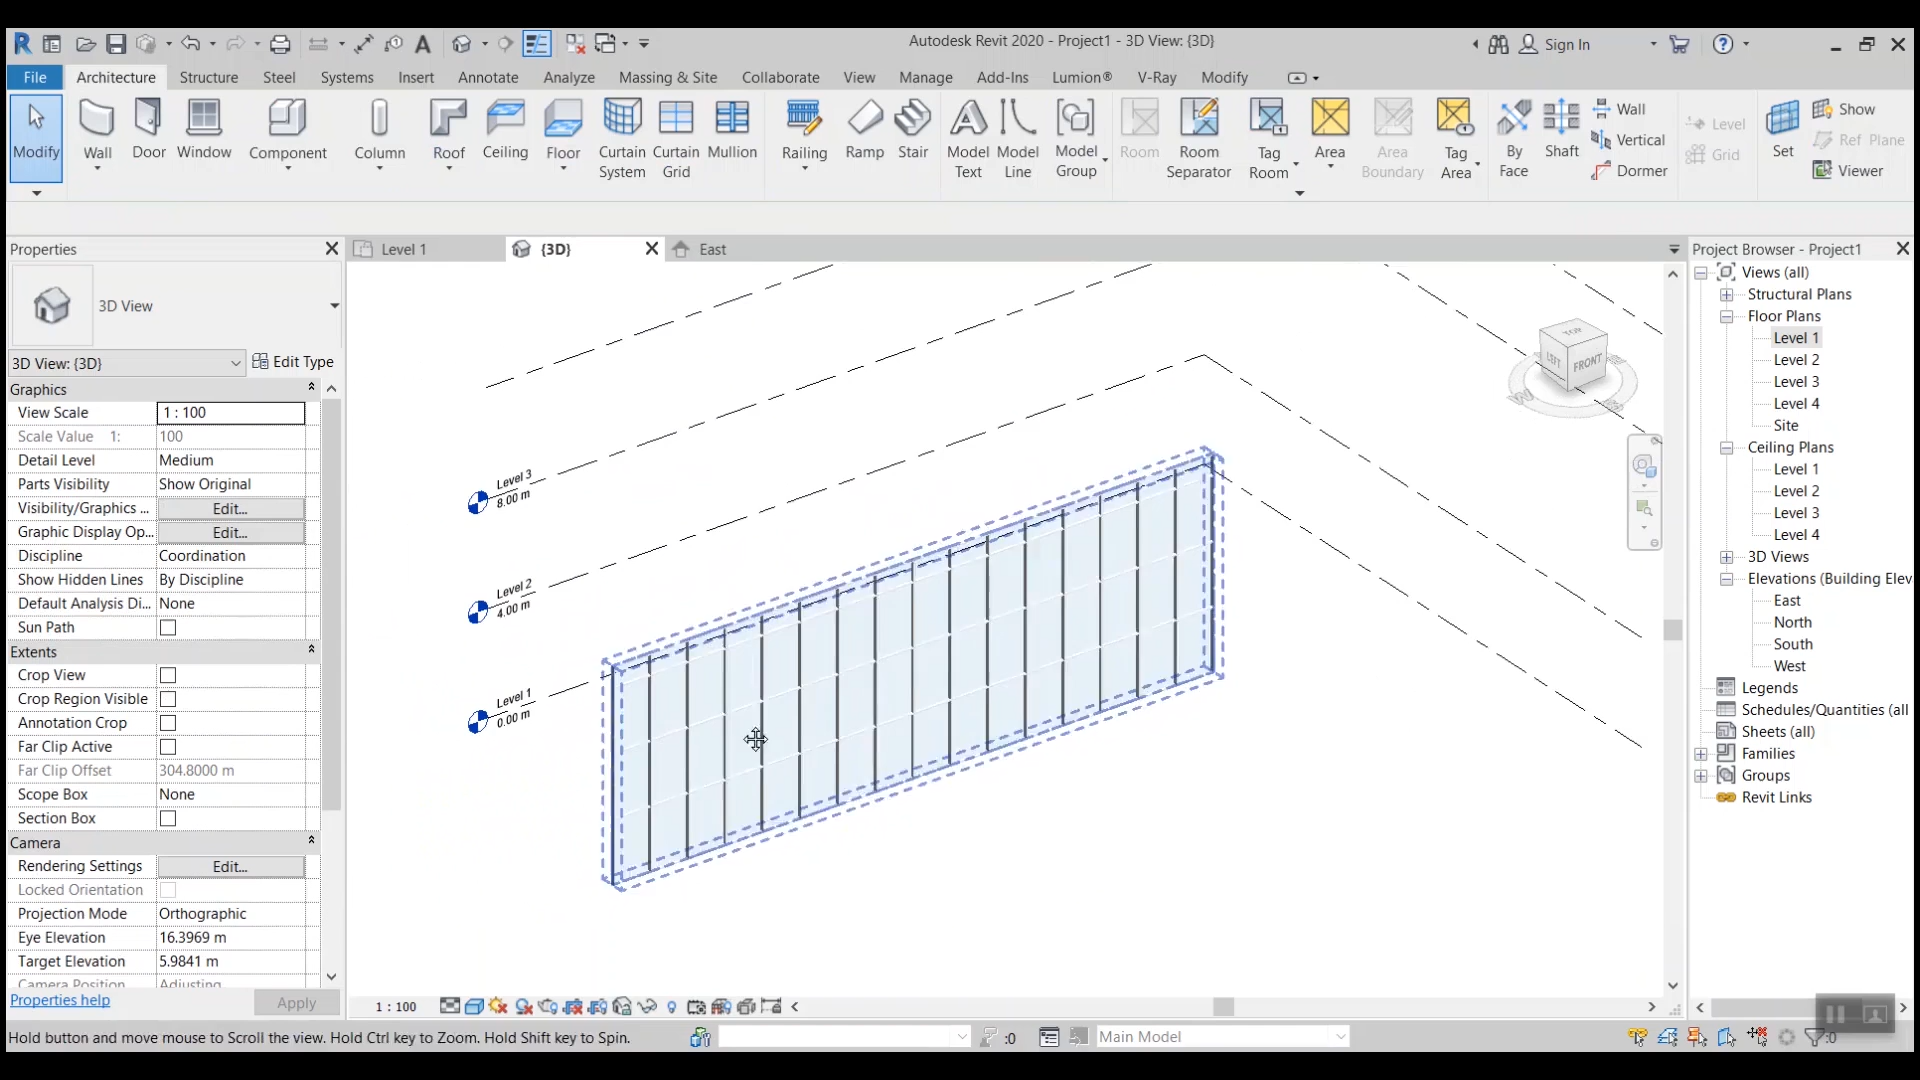 Autodesk Revit 2020 - Project1 - 3D View: {3D}
Sign In
File Architecture Structure Steel Systems Insert Annotate Analyze Massing & Site Collaborate View Manage Add-Ins Lumion® V-Ray Modify
Modify
Wall
Door
Window
Component
Column
Roof
Ceiling
Floor
Curtain System
Curtain Grid
Mullion
Railing
Ramp
Stair
Model Text
Model Line
Model Group
Room
Room Separator
Tag Room
Area
Area Boundary
Tag Area
By Face
Shaft
Wall
Vertical
Dormer
Level
Grid
Set
Show
Ref Plane
Viewer
Properties
Level 1
{3D}
East
Project Browser - Project1
3D View
3D View: {3D}
Edit Type
Graphics
View Scale 1 : 100
Scale Value 1: 100
Detail Level Medium
Parts Visibility Show Original
Visibility/Graphics ... Edit...
Graphic Display Op... Edit...
Discipline Coordination
Show Hidden Lines By Discipline
Default Analysis Di... None
Sun Path
Extents
Crop View
Crop Region Visible
Annotation Crop
Far Clip Active
Far Clip Offset 304.8000 m
Scope Box None
Section Box
Camera
Rendering Settings Edit...
Locked Orientation
Projection Mode Orthographic
Eye Elevation 16.3969 m
Target Elevation 5.9841 m
Camera Position Adjusting
Properties help
Apply
Level 3
8.00 m
Level 2
4.00 m
Level 1
0.00 m
TOP
LEFT
FRONT
W
Views (all)
Structural Plans
Floor Plans
Level 1
Level 2
Level 3
Level 4
Site
Ceiling Plans
Level 1
Level 2
Level 3
Level 4
3D Views
Elevations (Building Elev
East
North
South
West
Legends
Schedules/Quantities (all
Sheets (all)
Families
Groups
Revit Links
1 : 100
Hold button and move mouse to Scroll the view. Hold Ctrl key to Zoom. Hold Shift key to Spin.
:0
Main Model
:0